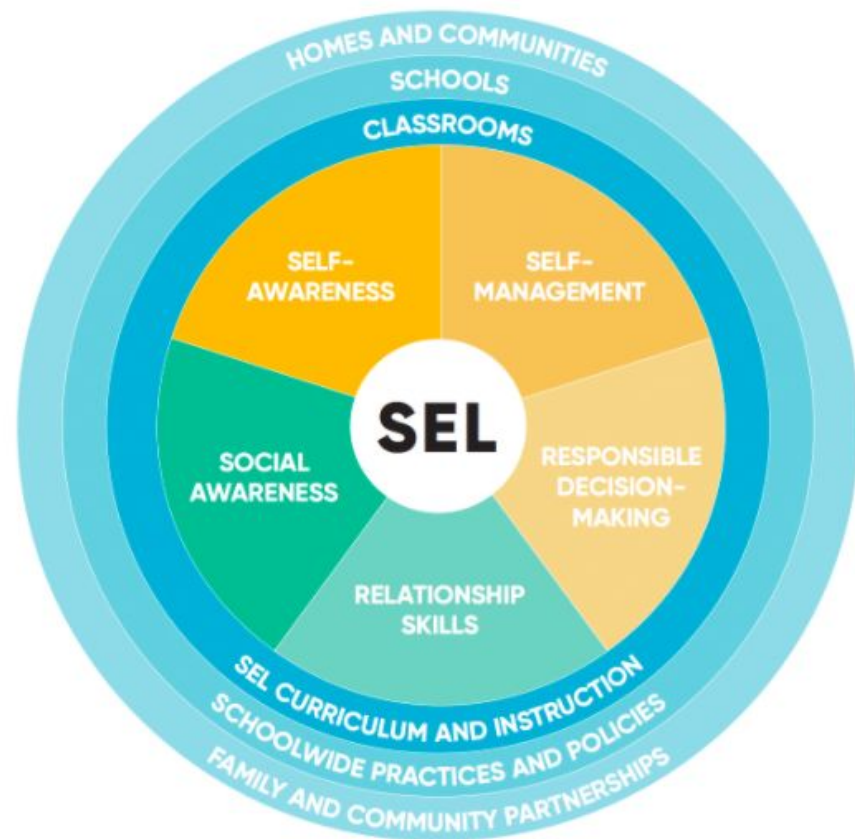 HOMES AND COMMUNITIES
SCHOOLS
CLASSROOMS
SELF-
AWARENESS
SELF-
MANAGEMENT
SEL
SOCIAL
AWARENESS
RESPONSIBLE
DECISION-
MAKING
RELATIONSHIP
SKILLS
SEL CURRICULUM AND INSTRUCTION
SCHOOLWIDE PRACTICES AND POLICIES
FAMILY AND COMMUNITY PARTNERSHIPS